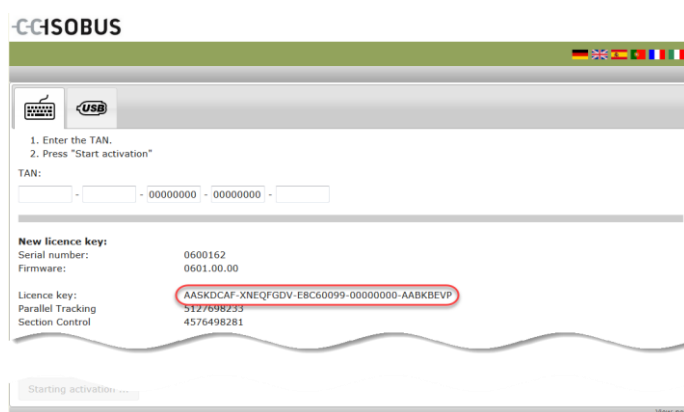 CCISOBUS
USB
1. Enter the TAN.
2. Press "Start activation"
TAN:
- - 00000000 - 00000000 -
New licence key:
Serial number: 0600162
Firmware: 0601.00.00
Licence key: AASKDCAF-XNEQFGDV-E8C60099-00000000-AABKBEVP
Parallel Tracking 5127698233
Section Control 4576498281
Starting activation ...